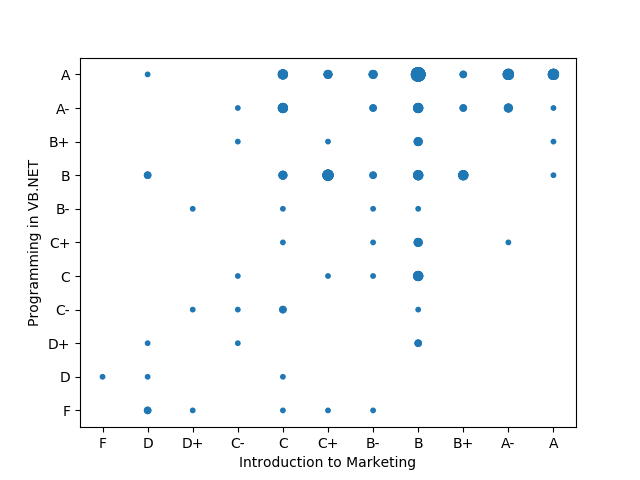 Programming in VB.NET
A
A-
B+
B
B-
C+
C
C-
D+
D
F
F D D+ C- C C+ B- B B+ A- A
Introduction to Marketing